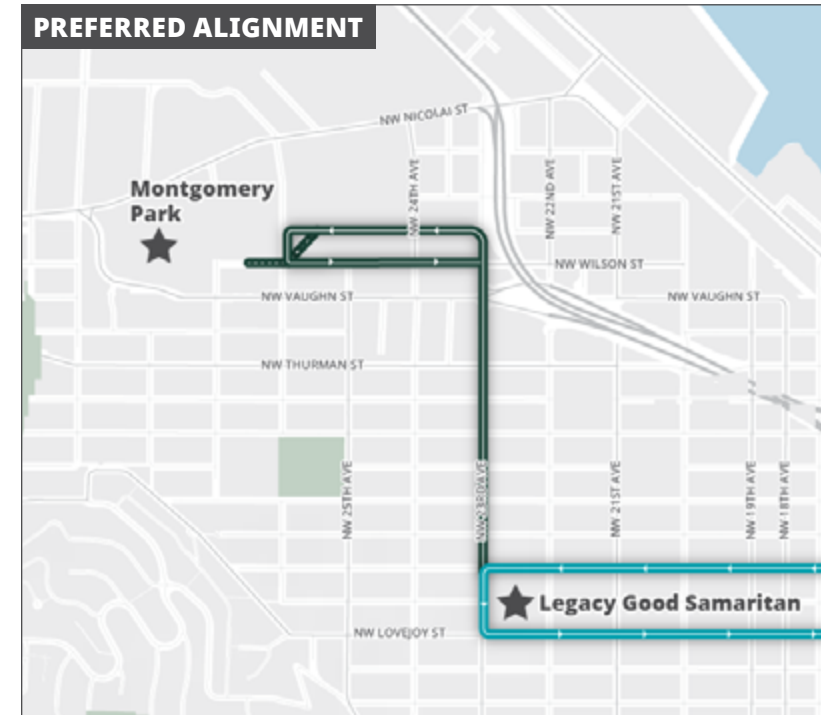 PREFERRED ALIGNMENT
NW NICOLAI ST
Montgomery
Park
NW 24TH AVE
NW 22ND AVE
NW 21ST AVE
NW WILSON ST
NW VAUGHN ST
NW VAUGHN ST
NW THURMAN ST
NW 25TH AVE
NW 23RD AVE
NW 21ST AVE
NW 19TH AVE
NW 18TH AVE
Legacy Good Samaritan
NW LOVEJOY ST